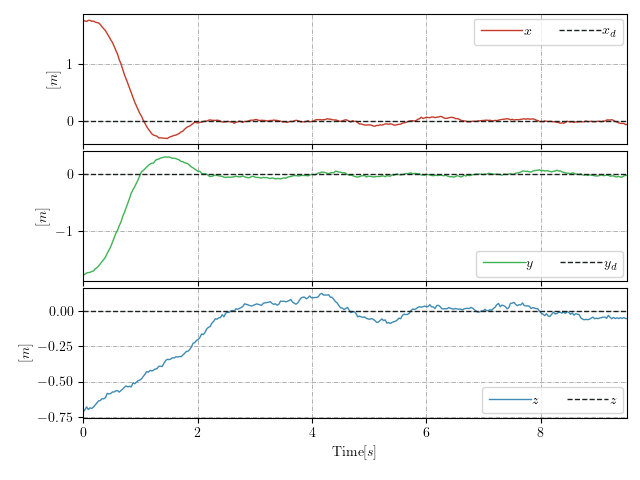 x x_d
1
0
[m]
0
−1
[m]
y y_d
0.00
−0.25
−0.50
−0.75
[m]
z z
0 2 4 6 8
Time[s]